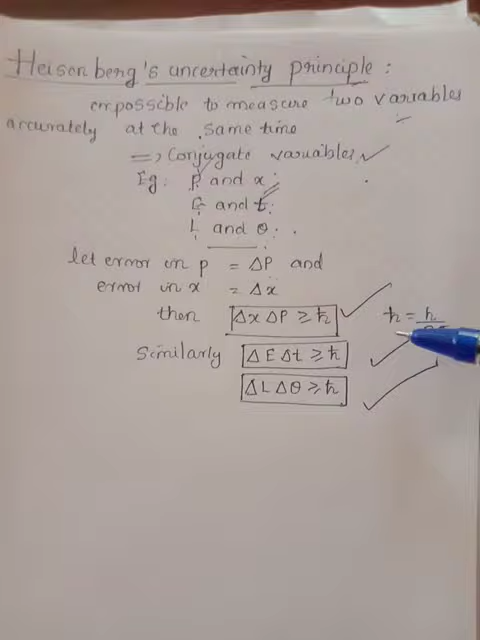 Heisenberg's uncertainty principle :
empossible to measure two variables
accurately at the same time
=> Conjugate variables
Eg: P and x
E and t.
L and θ.
let error in p = ΔP and
error in x = Δx
then Δx ΔP ≥ ħ ħ = h
Similarly ΔE Δt ≥ ħ
ΔL Δθ ≥ ħ